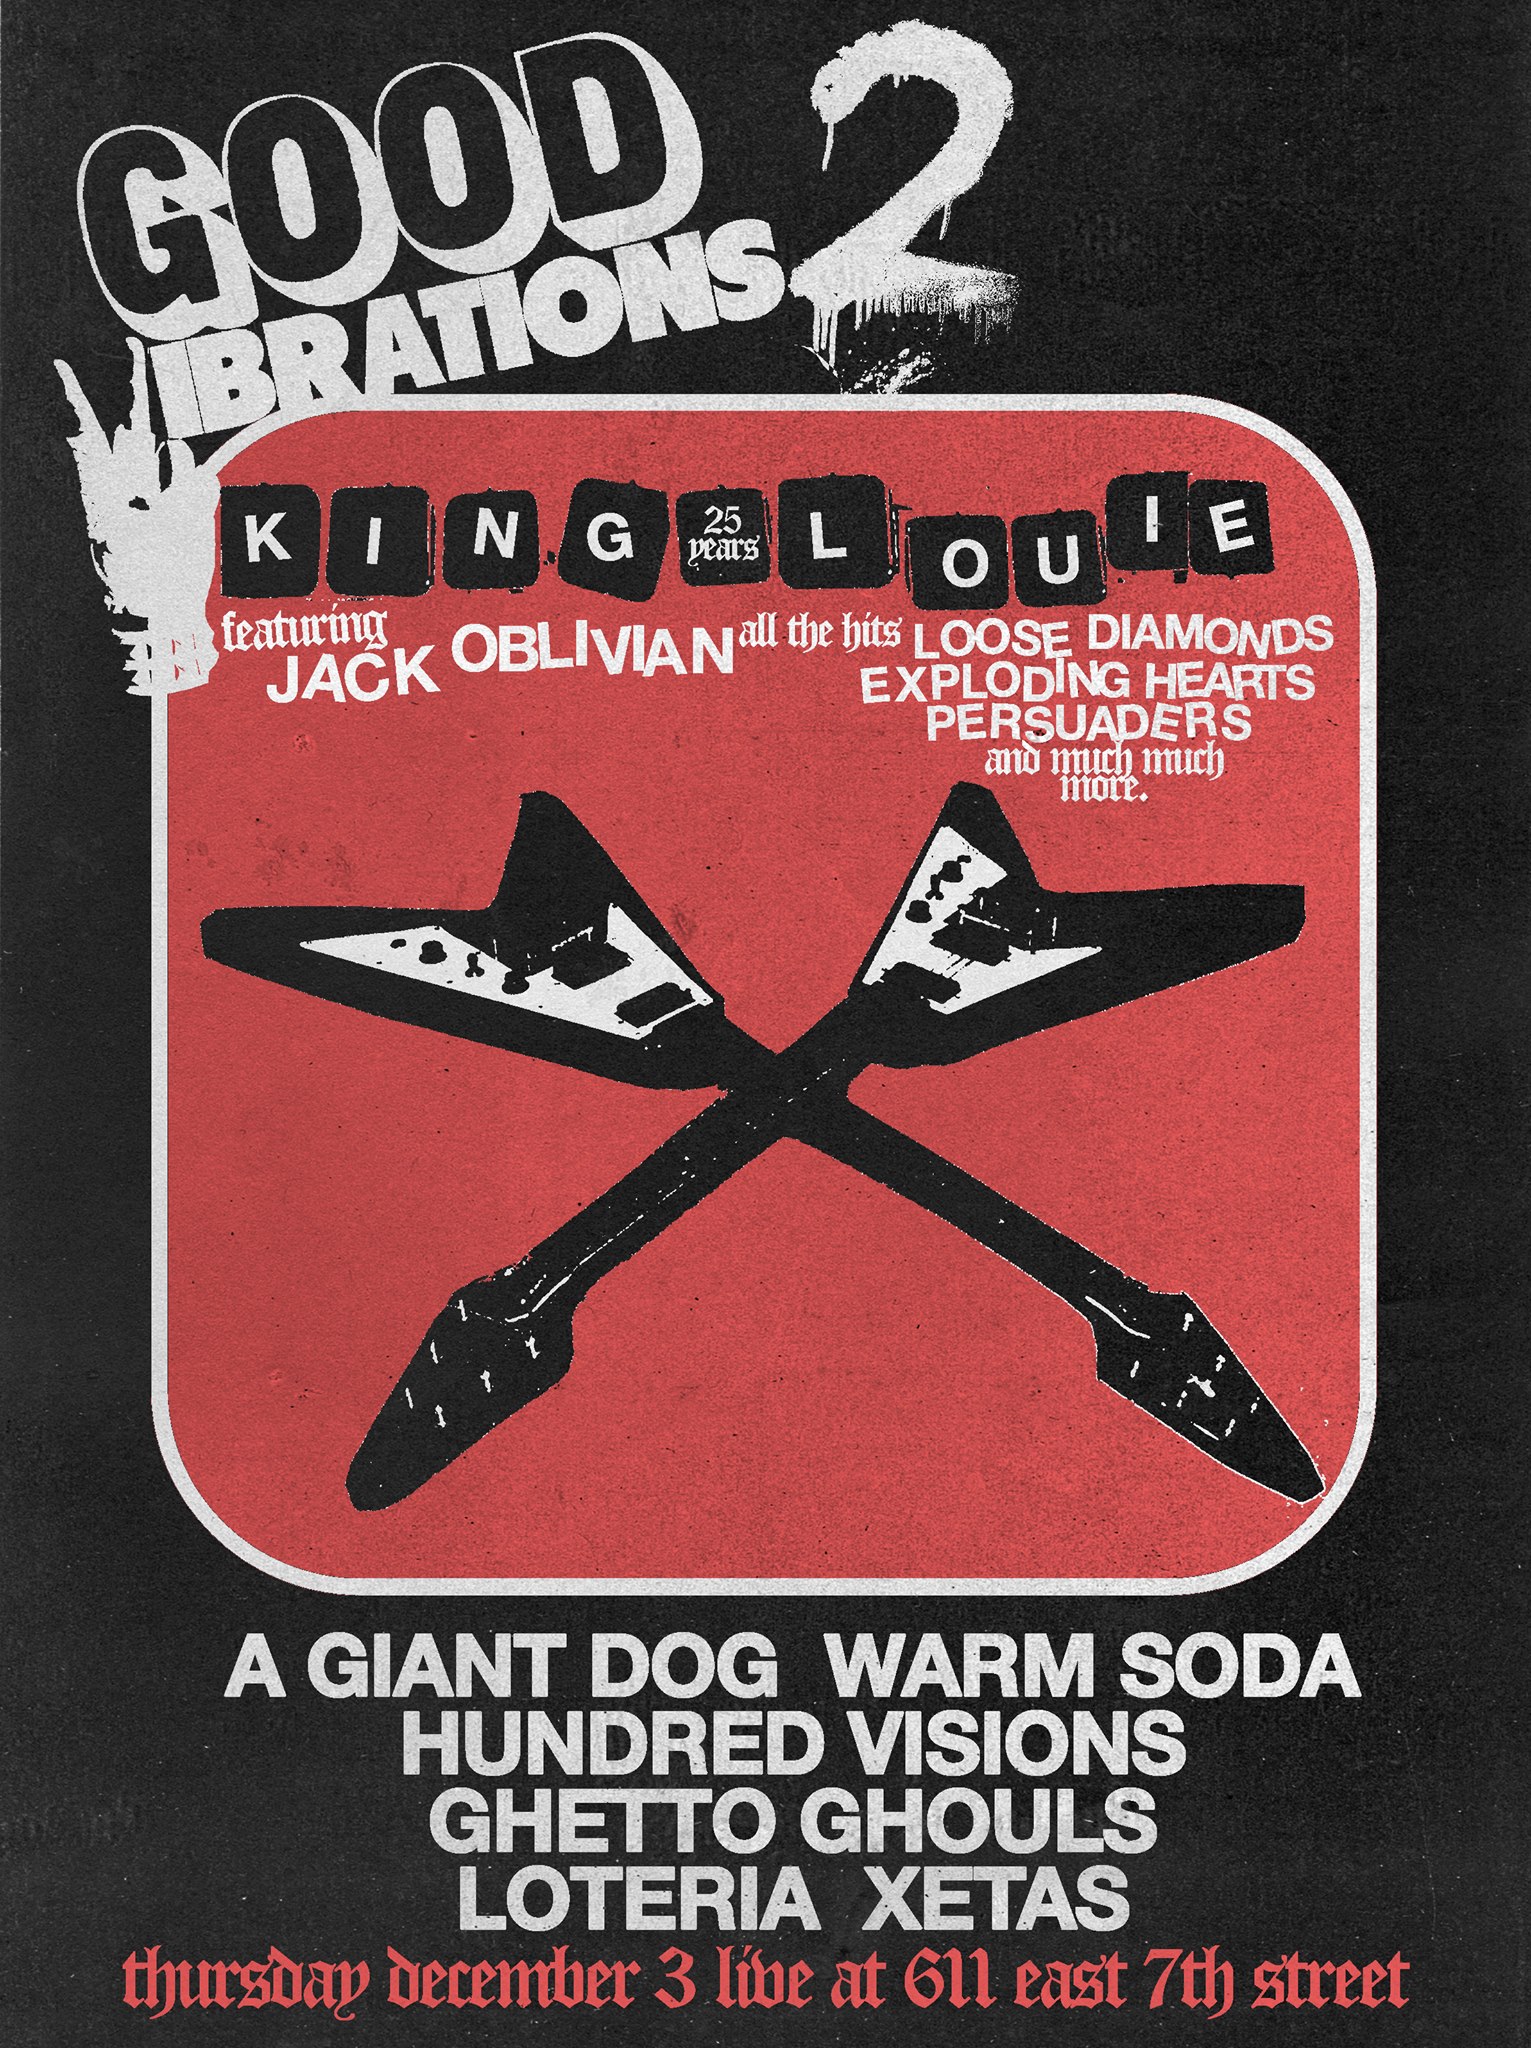 GOOD
VIBRATIONS 2
KING 25 years LOUIE
featuring
JACK OBLIVIAN
all the hits
LOOSE DIAMONDS
EXPLODING HEARTS
PERSUADERS
and much much
more.
A GIANT DOG WARM SODA
HUNDRED VISIONS
GHETTO GHOULS
LOTERIA XETAS
thursday december 3 live at 611 east 7th street